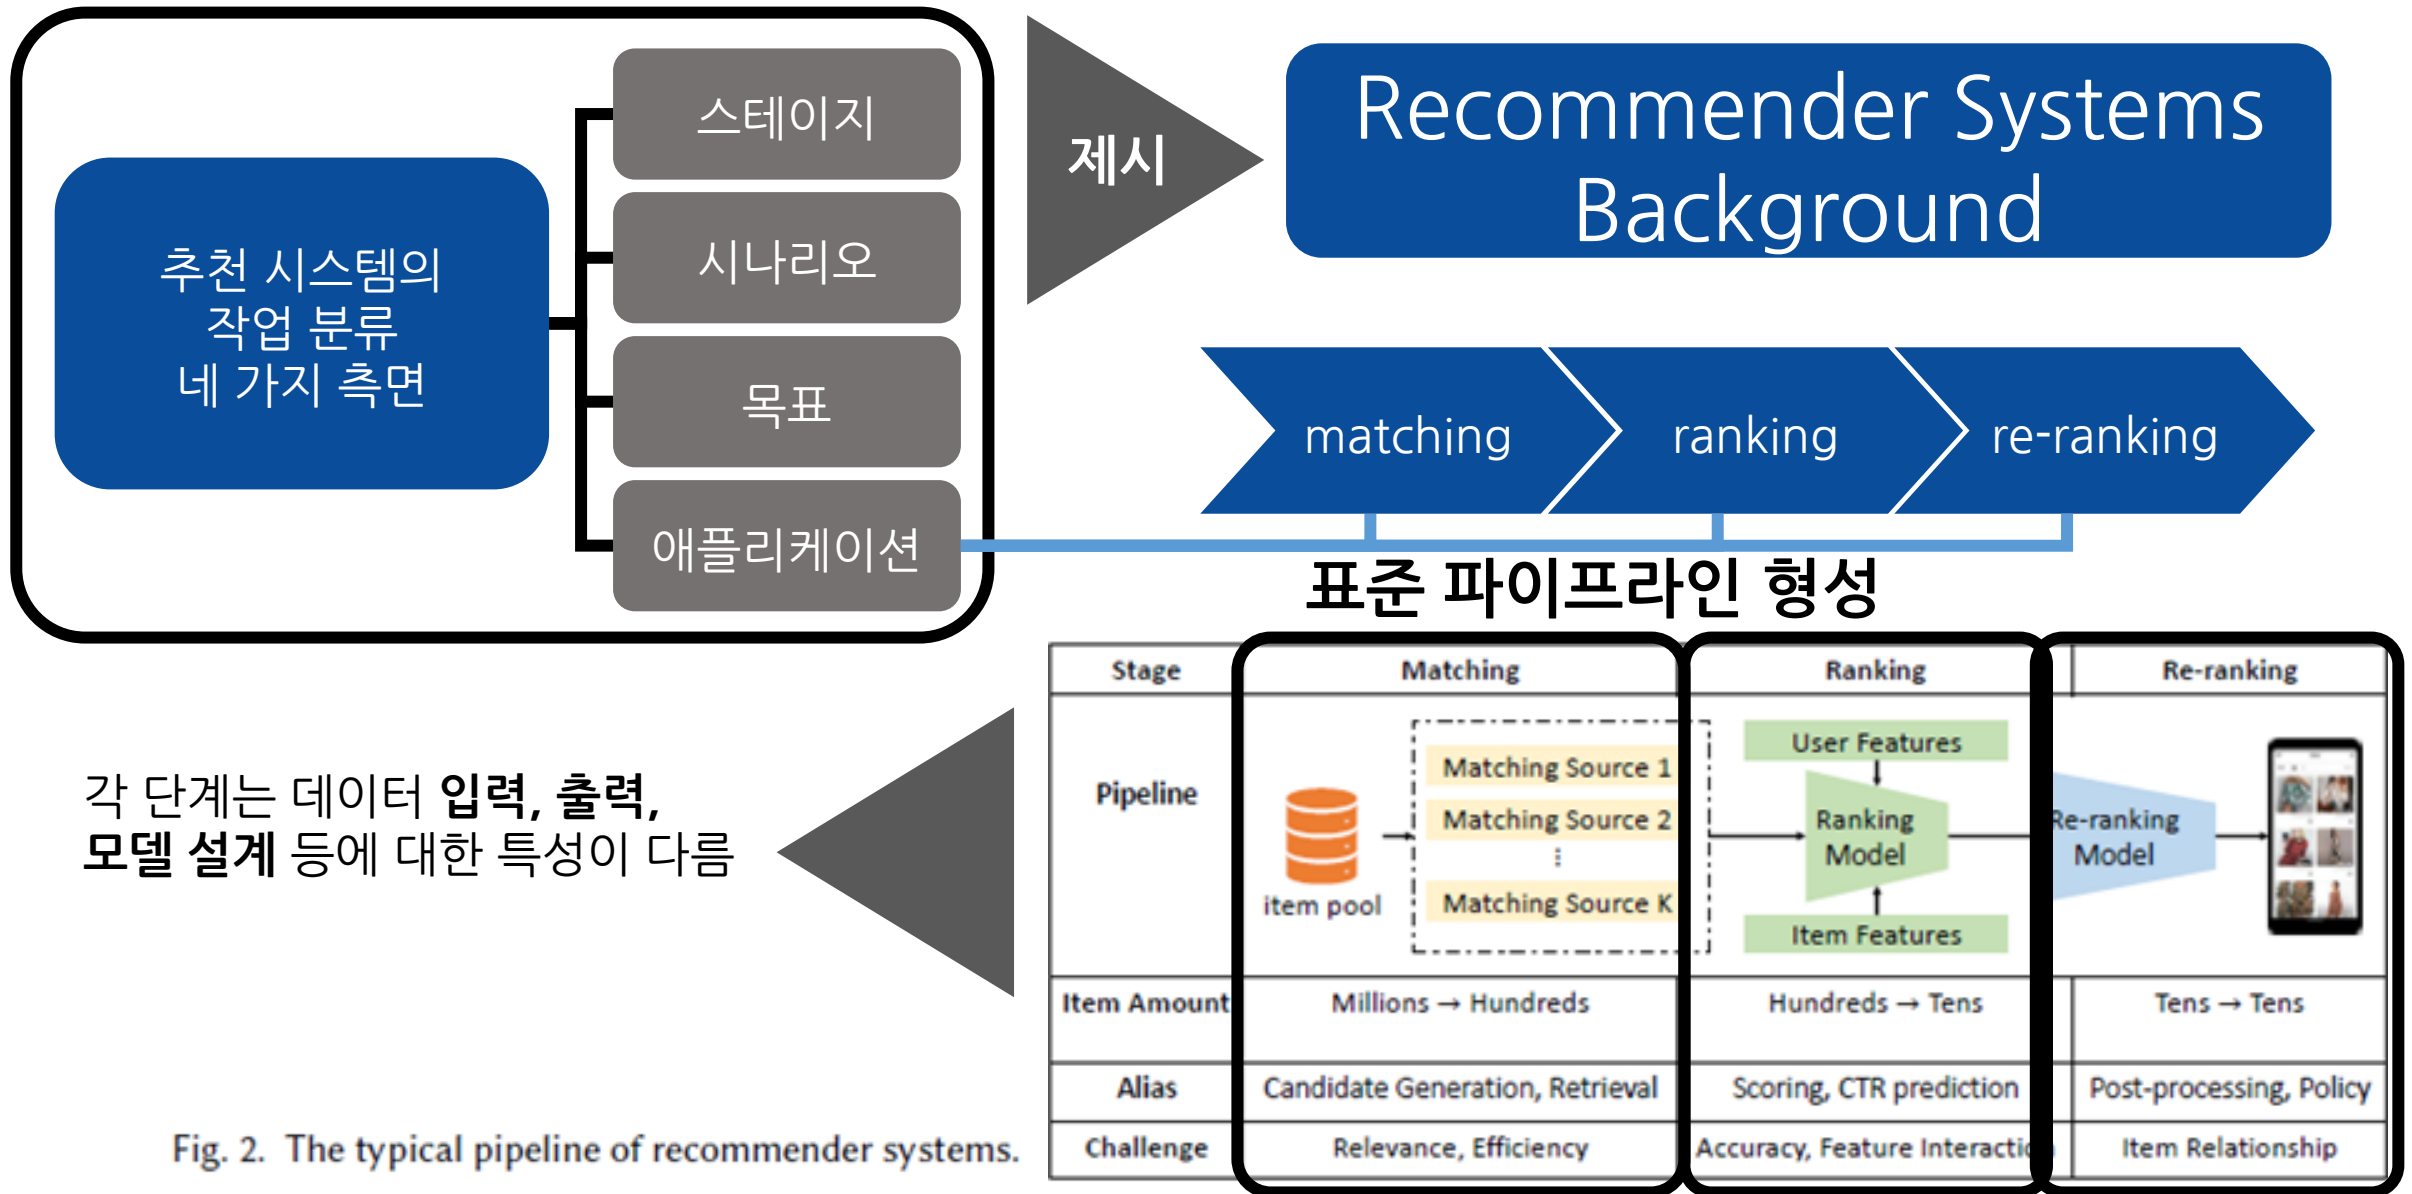 추천 시스템의
작업 분류
네 가지 측면
스테이지
시나리오
목표
애플리케이션
제시
Recommender Systems
Background
matching
ranking
re-ranking
표준 파이프라인 형성
각 단계는 데이터 입력, 출력,
모델 설계 등에 대한 특성이 다름
Stage Matching Ranking Re-ranking
Pipeline
item pool
Matching Source 1
Matching Source 2
⋮
Matching Source K
User Features
Ranking
Model
Item Features
Re-ranking
Model
Item Amount Millions → Hundreds Hundreds → Tens Tens → Tens
Alias Candidate Generation, Retrieval Scoring, CTR prediction Post-processing, Policy
Challenge Relevance, Efficiency Accuracy, Feature Interaction Item Relationship
Fig. 2. The typical pipeline of recommender systems.